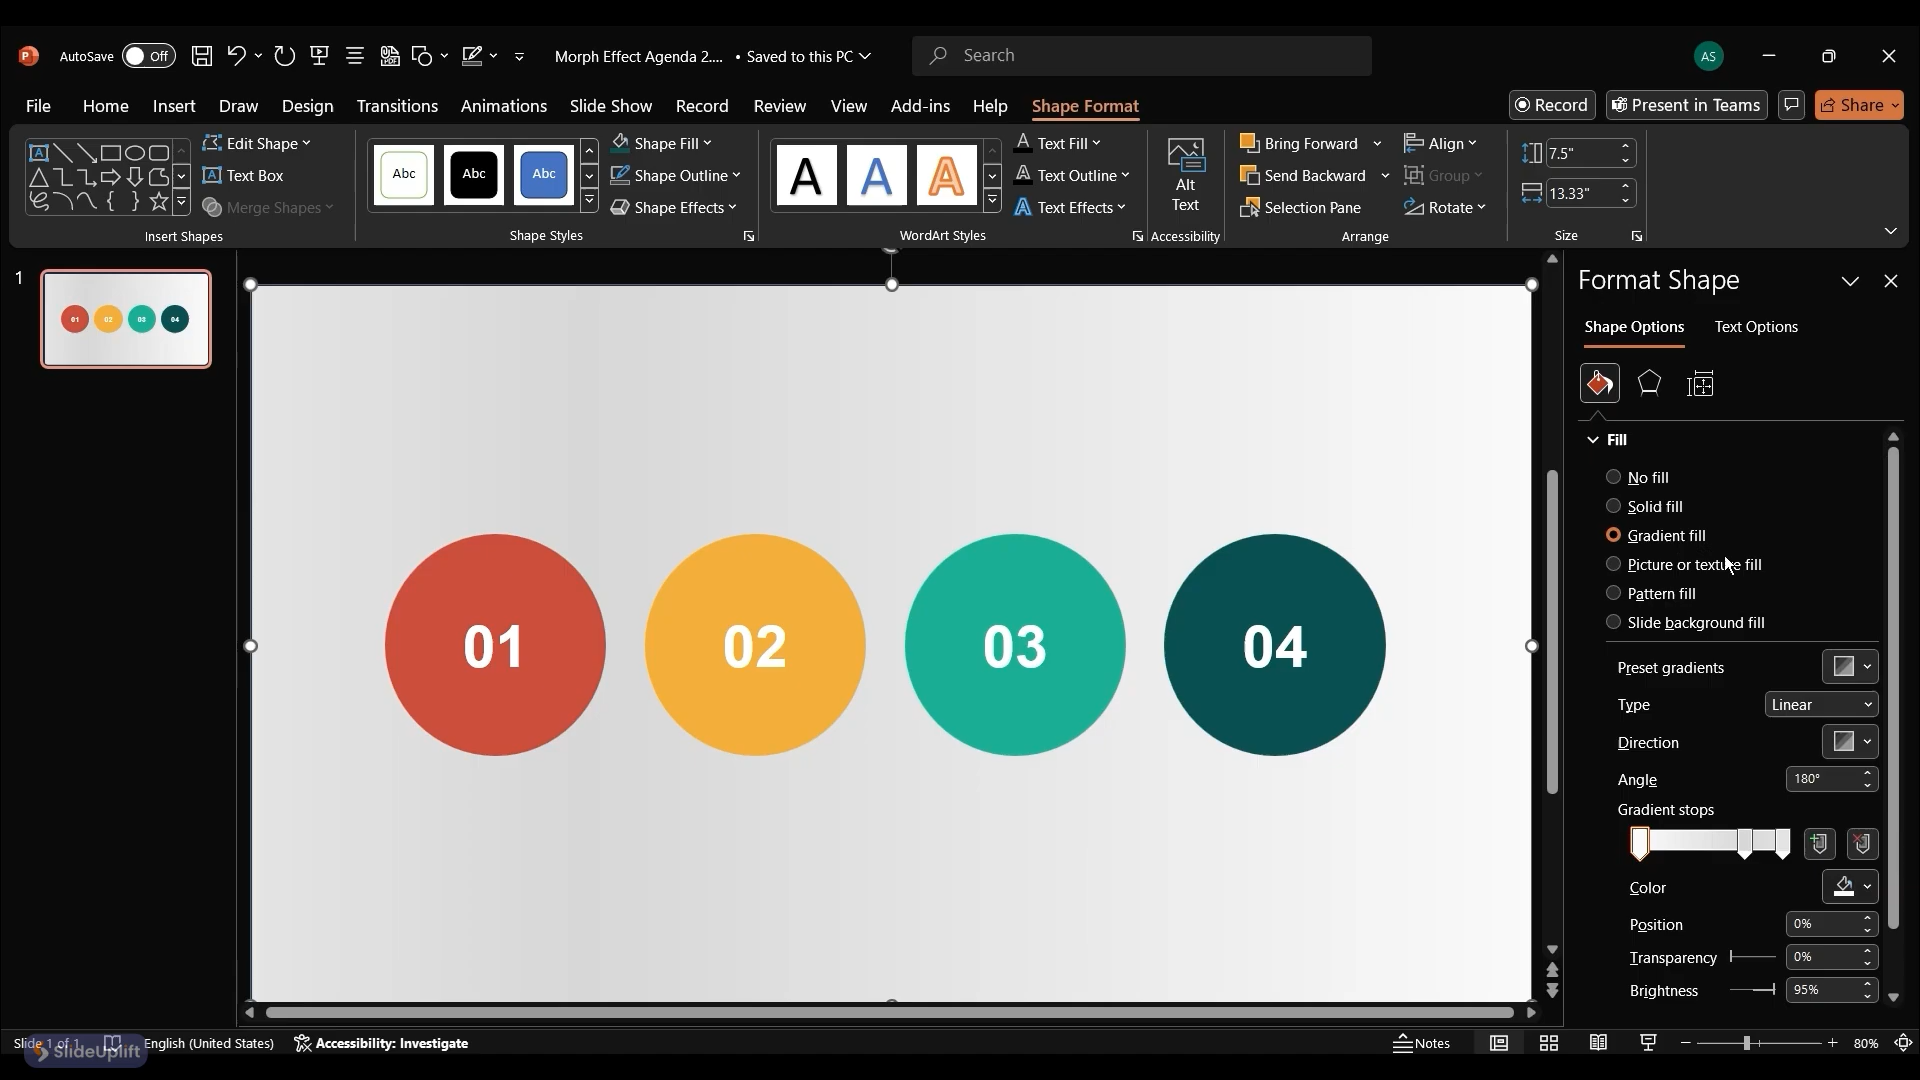 AutoSave Off Morph Effect Agenda 2.... • Saved to this PC Search AS
File Home Insert Draw Design Transitions Animations Slide Show Record Review View Add-ins Help Shape Format Record Present in Teams Share
Edit Shape
Text Box
Merge Shapes
Insert Shapes
Abc Abc Abc
Shape Fill
Shape Outline
Shape Effects
Shape Styles
A A A
Text Fill
Text Outline
Text Effects
WordArt Styles
Alt
Text
Accessibility
Bring Forward
Send Backward
Selection Pane
Align
Group
Rotate
Arrange
7.5"
13.33"
Size
1
01 02 03 04
01 02 03 04
Format Shape
Shape Options Text Options
Fill
No fill
Solid fill
Gradient fill
Picture or texture fill
Pattern fill
Slide background fill
Preset gradients
Type Linear
Direction
Angle 180°
Gradient stops
Color
Position 0%
Transparency 0%
Brightness 95%
Slide 1 of 1 English (United States) Accessibility: Investigate Notes 80%
SlideUplift